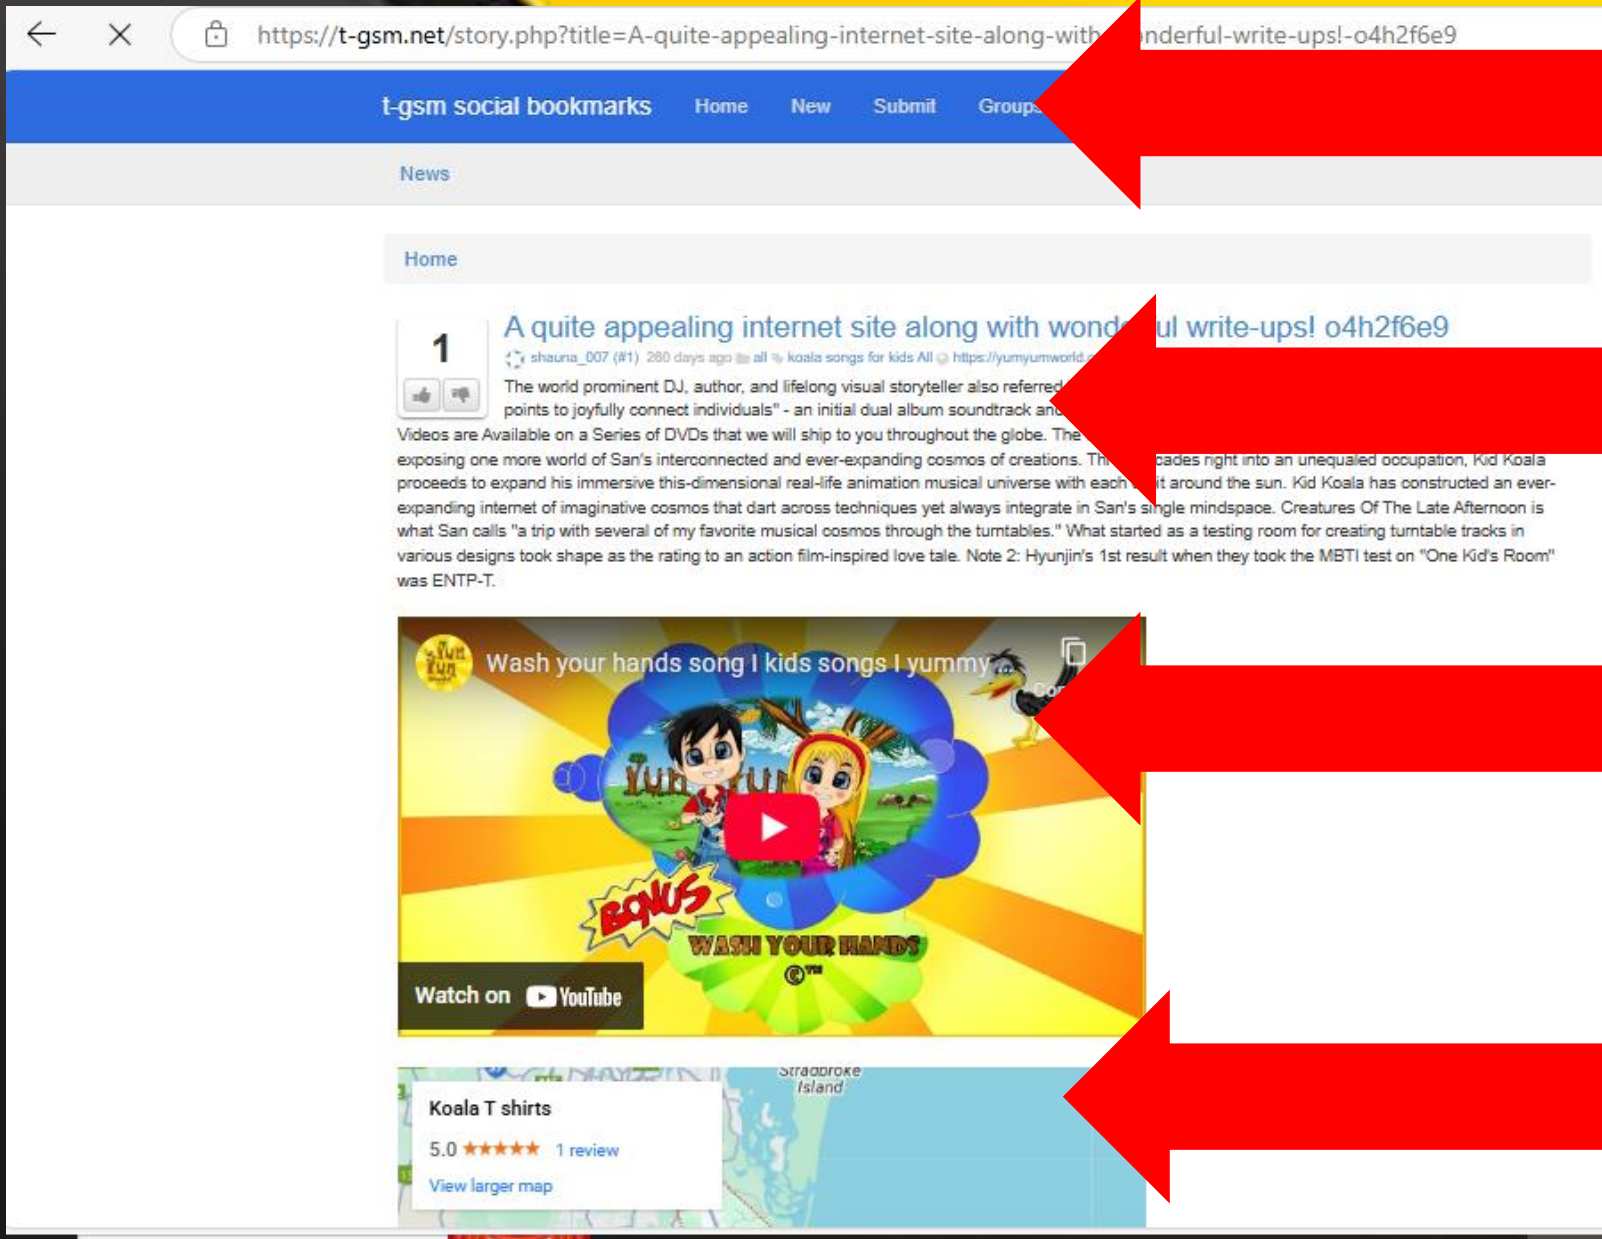 https://t-gsm.net/story.php?title=A-quite-appealing-internet-site-along-with nderful-write-ups!-o4h2f6e9
t-gsm social bookmarks Home New Submit Groups
News
Home
1
A quite appealing internet site along with wonderful write-ups! o4h2f6e9
shauna_007 (#1) 260 days ago all koala songs for kids All https://yumyumworld.
The world prominent DJ, author, and lifelong visual storyteller also referred
points to joyfully connect individuals" - an initial dual album soundtrack and
Videos are Available on a Series of DVDs that we will ship to you throughout the globe. The
exposing one more world of San's interconnected and ever-expanding cosmos of creations. cades right into an unequaled occupation, Kid Koala
proceeds to expand his immersive this-dimensional real-life animation musical universe with each it around the sun. Kid Koala has constructed an ever-
expanding internet of imaginative cosmos that dart across techniques yet always integrate in San's single mindspace. Creatures Of The Late Afternoon is
what San calls "a trip with several of my favorite musical cosmos through the turntables." What started as a testing room for creating turntable tracks in
various designs took shape as the rating to an action film-inspired love tale. Note 2: Hyunjin's 1st result when they took the MBTI test on "One Kid's Room"
was ENTP-T.
Yum Yum
Wash your hands song I kids songs I yummy ...
Yum Yum
BONUS
WASH YOUR HANDS
©™
Watch on YouTube
Stradbroke
Island
Koala T shirts
5.0 ★★★★★ 1 review
View larger map